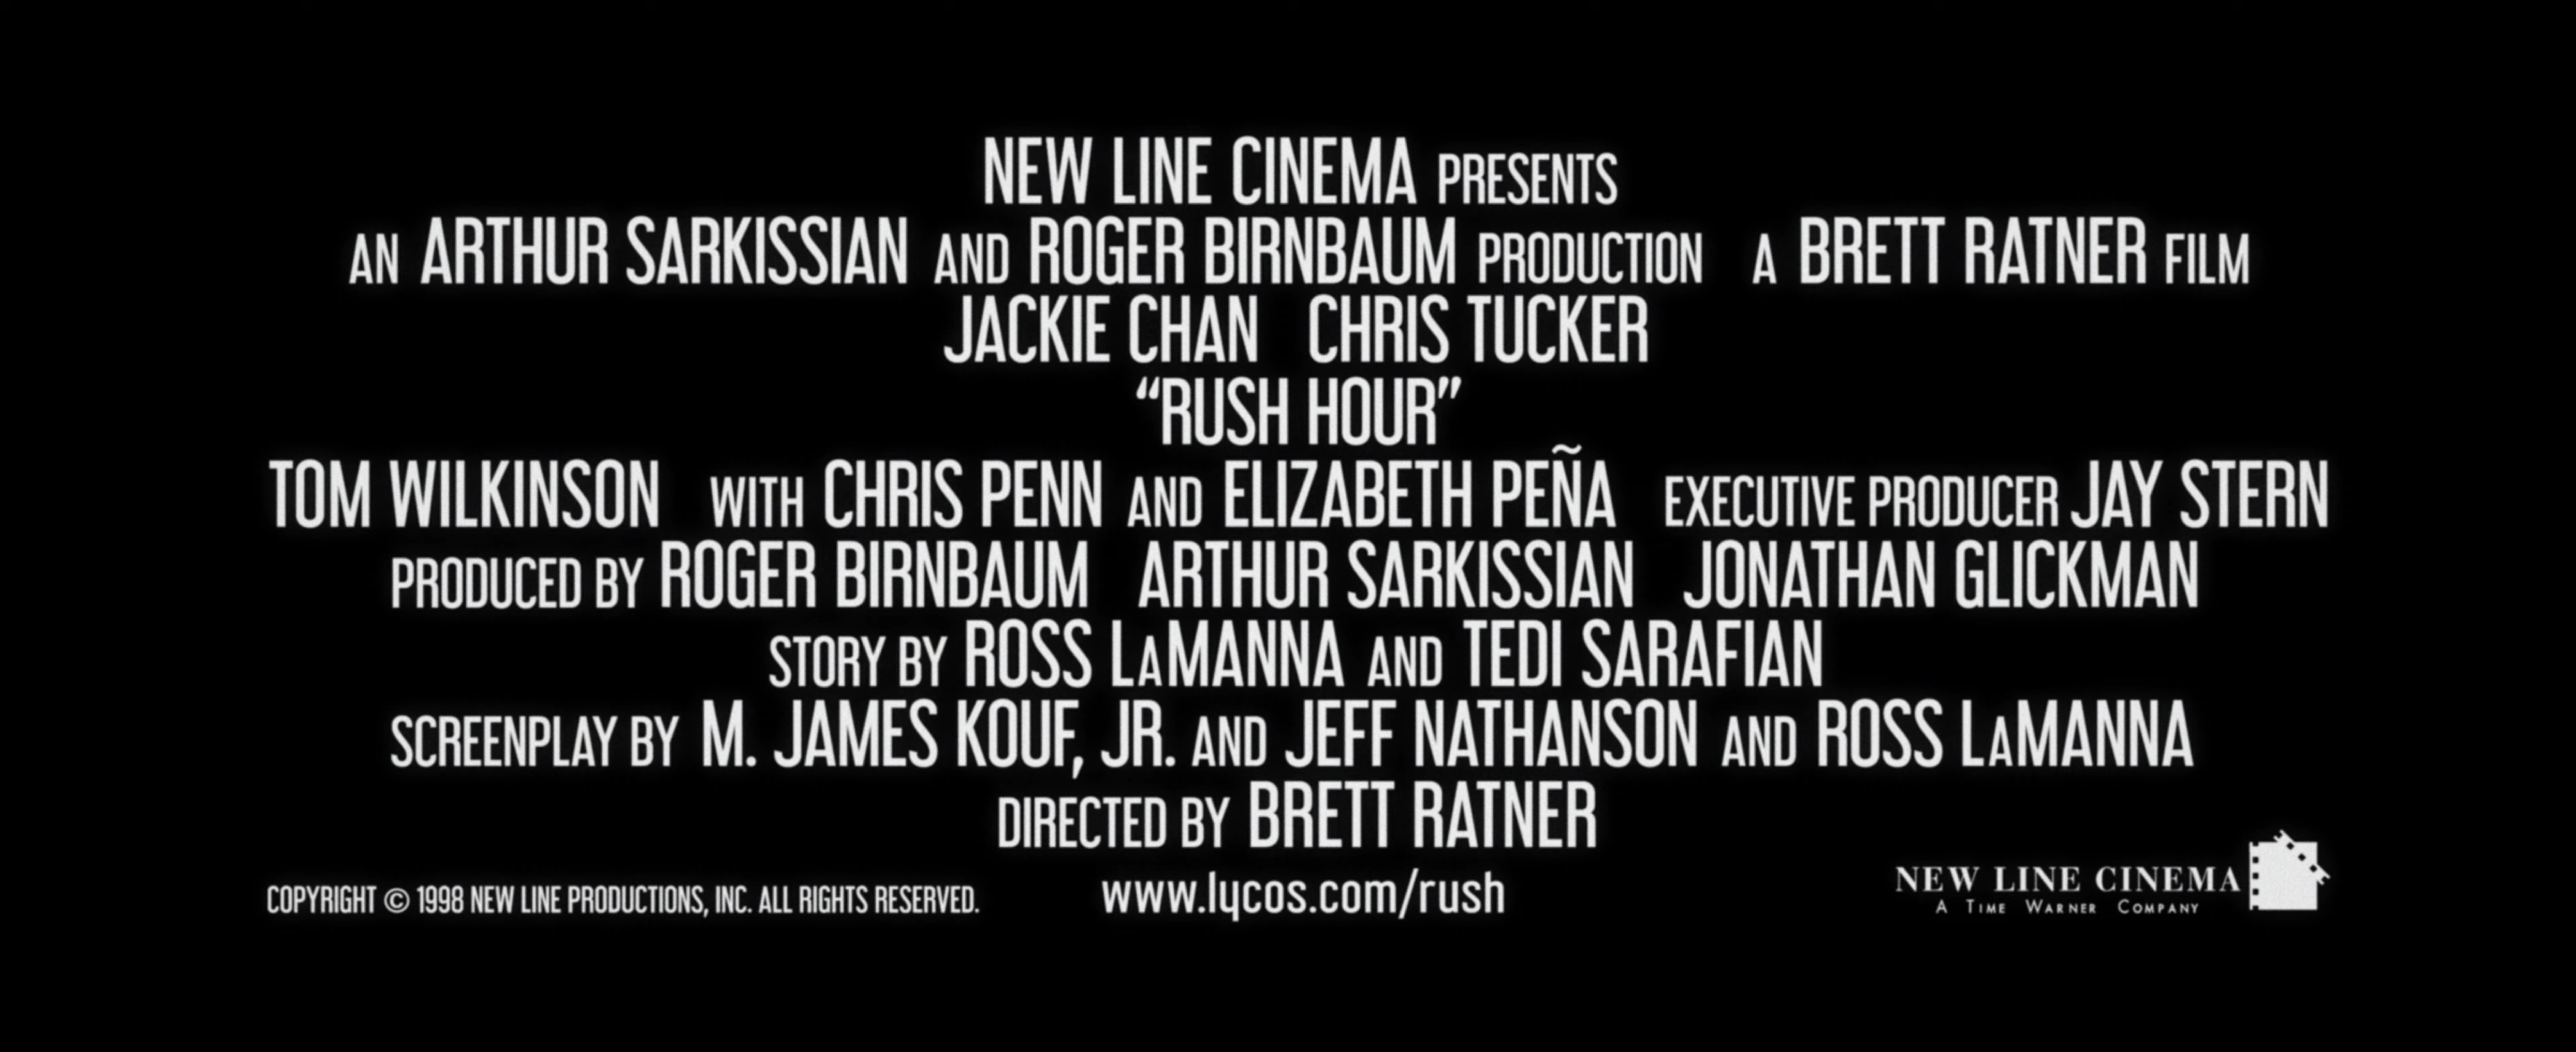 NEW LINE CINEMA PRESENTS
AN ARTHUR SARKISSIAN AND ROGER BIRNBAUM PRODUCTION A BRETT RATNER FILM
JACKIE CHAN CHRIS TUCKER
“RUSH HOUR”
TOM WILKINSON WITH CHRIS PENN AND ELIZABETH PEÑA EXECUTIVE PRODUCER JAY STERN
PRODUCED BY ROGER BIRNBAUM ARTHUR SARKISSIAN JONATHAN GLICKMAN
STORY BY ROSS LAMANNA AND TEDI SARAFIAN
SCREENPLAY BY M. JAMES KOUF, JR. AND JEFF NATHANSON AND ROSS LAMANNA
DIRECTED BY BRETT RATNER
COPYRIGHT © 1998 NEW LINE PRODUCTIONS, INC. ALL RIGHTS RESERVED.
www.lycos.com/rush
NEW LINE CINEMA
A TIME WARNER COMPANY